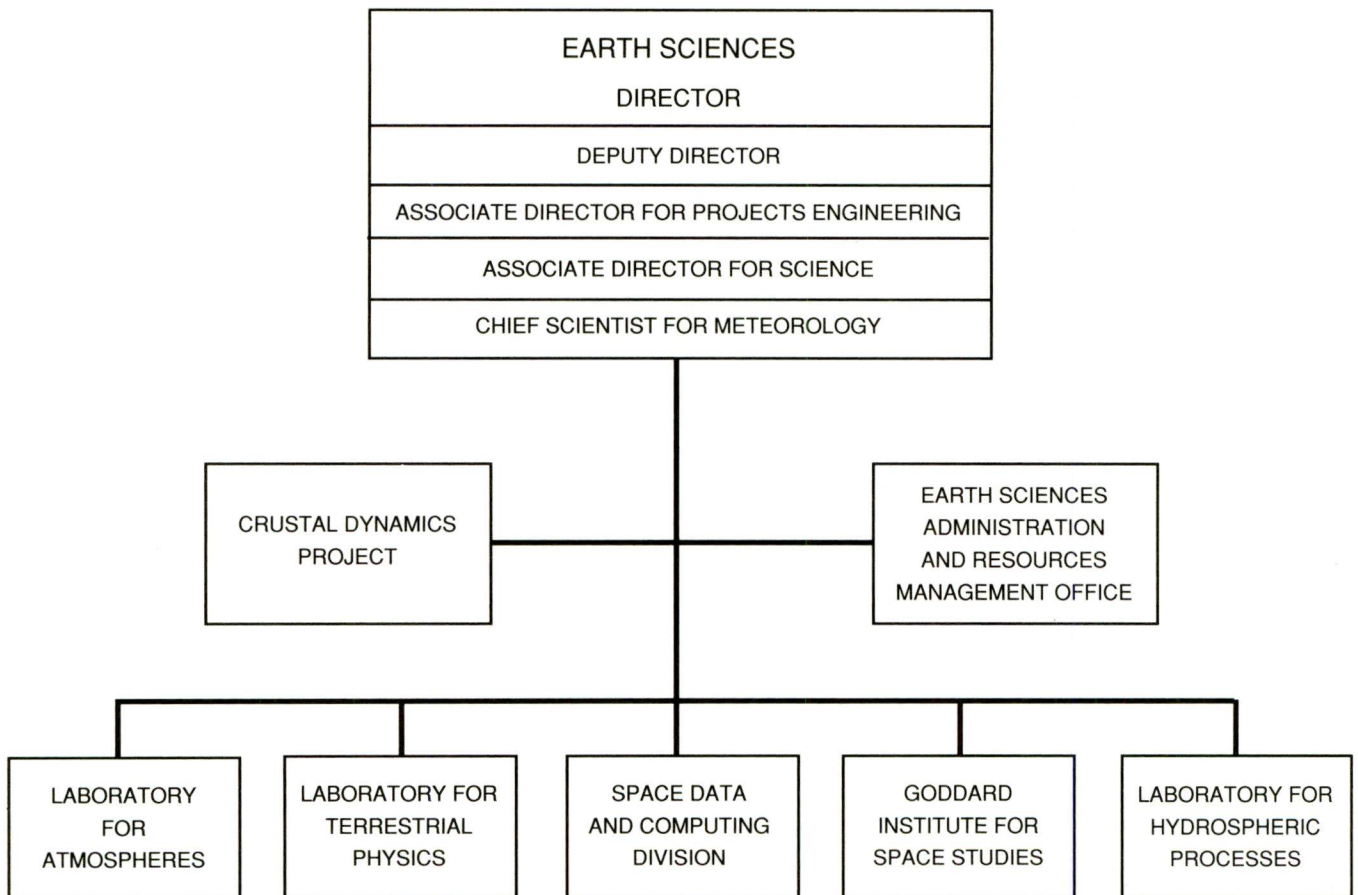 EARTH SCIENCES
DIRECTOR
DEPUTY DIRECTOR
ASSOCIATE DIRECTOR FOR PROJECTS ENGINEERING
ASSOCIATE DIRECTOR FOR SCIENCE
CHIEF SCIENTIST FOR METEOROLOGY
CRUSTAL DYNAMICS
PROJECT
EARTH SCIENCES
ADMINISTRATION
AND RESOURCES
MANAGEMENT OFFICE
LABORATORY
FOR
ATMOSPHERES
LABORATORY FOR
TERRESTRIAL
PHYSICS
SPACE DATA
AND COMPUTING
DIVISION
GODDARD
INSTITUTE FOR
SPACE STUDIES
LABORATORY FOR
HYDROSPHERIC
PROCESSES